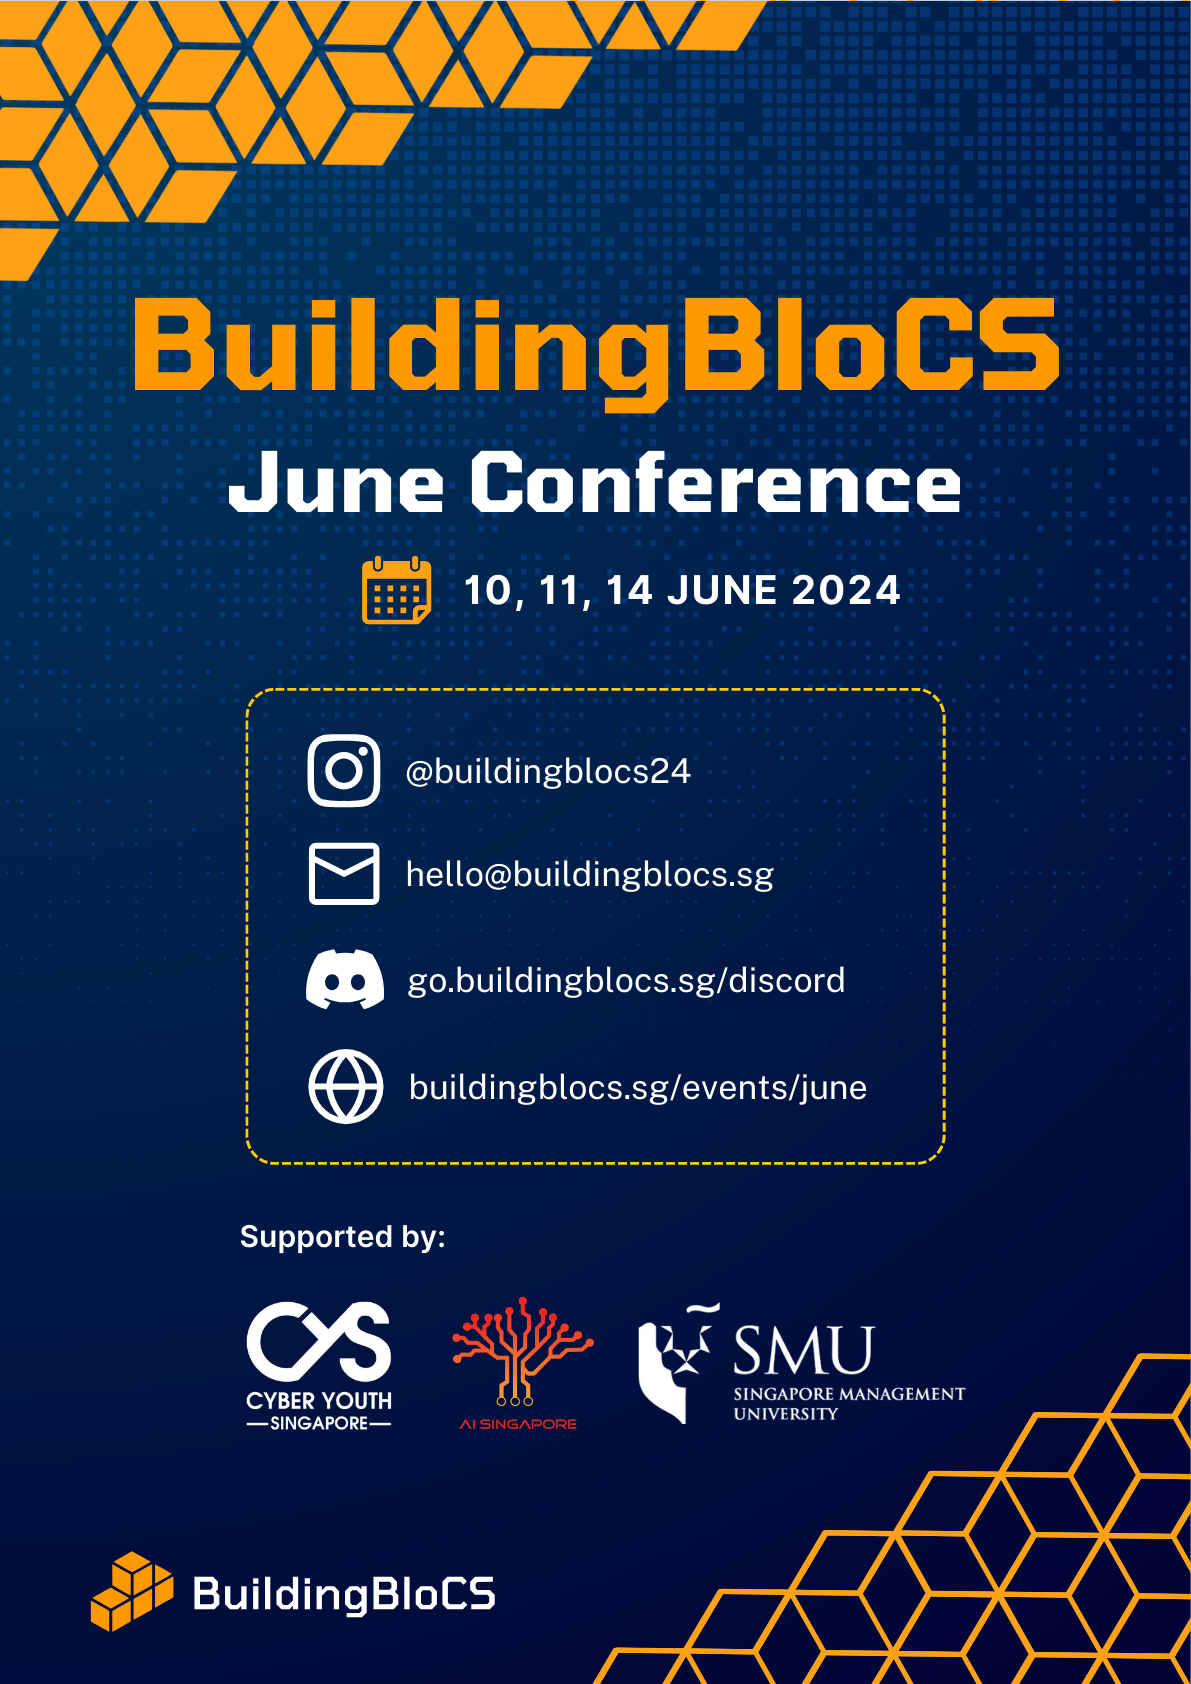 BuildingBloCS
June Conference
10, 11, 14 JUNE 2024
@buildingblocs24
hello@buildingblocs.sg
go.buildingblocs.sg/discord
buildingblocs.sg/events/june
Supported by:
CYS
CYBER YOUTH
SINGAPORE
AI SINGAPORE
SMU
SINGAPORE MANAGEMENT
UNIVERSITY
BuildingBloCS